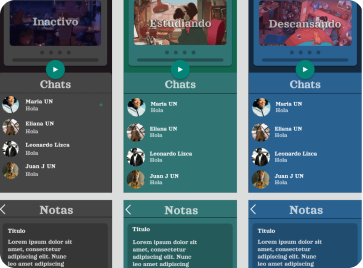 Inactivo
Chats
Maria UN
Hola
Eliana UN
Hola
Leonardo Lizca
Hola
Juan J UN
Hola
Notas
Título
Lorem ipsum dolor sit
amet, consectetur
adipiscing elit. Nunc
leo amet adipiscing
Estudiando
Chats
Maria UN
Hola
Eliana UN
Hola
Leonardo Lizca
Hola
Juan J UN
Hola
Notas
Título
Lorem ipsum dolor sit
amet, consectetur
adipiscing elit. Nunc
leo amet adipiscing
Descansando
Chats
Maria UN
Hola
Eliana UN
Hola
Leonardo Lizca
Hola
Juan J UN
Hola
Notas
Título
Lorem ipsum dolor sit
amet, consectetur
adipiscing elit. Nunc
leo amet adipiscing